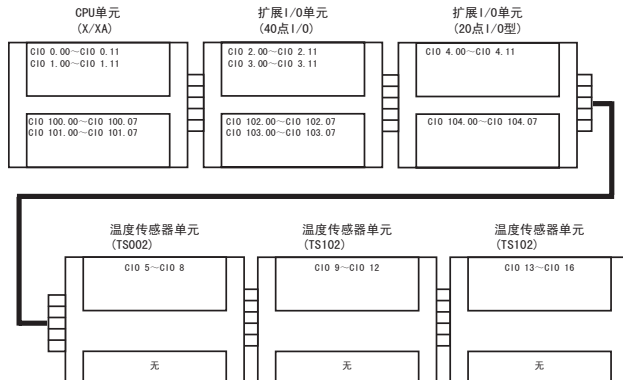 CPU单元
(X/XA)
扩展I/O单元
(40点I/O)
扩展I/O单元
(20点I/O型)
CIO 0.00～CIO 0.11
CIO 1.00～CIO 1.11
CIO 2.00～CIO 2.11
CIO 3.00～CIO 3.11
CIO 4.00～CIO 4.11
CIO 100.00～CIO 100.07
CIO 101.00～CIO 101.07
CIO 102.00～CIO 102.07
CIO 103.00～CIO 103.07
CIO 104.00～CIO 104.07
温度传感器单元
(TS002)
温度传感器单元
(TS102)
温度传感器单元
(TS102)
CIO 5～CIO 8
CIO 9～CIO 12
CIO 13～CIO 16
无
无
无